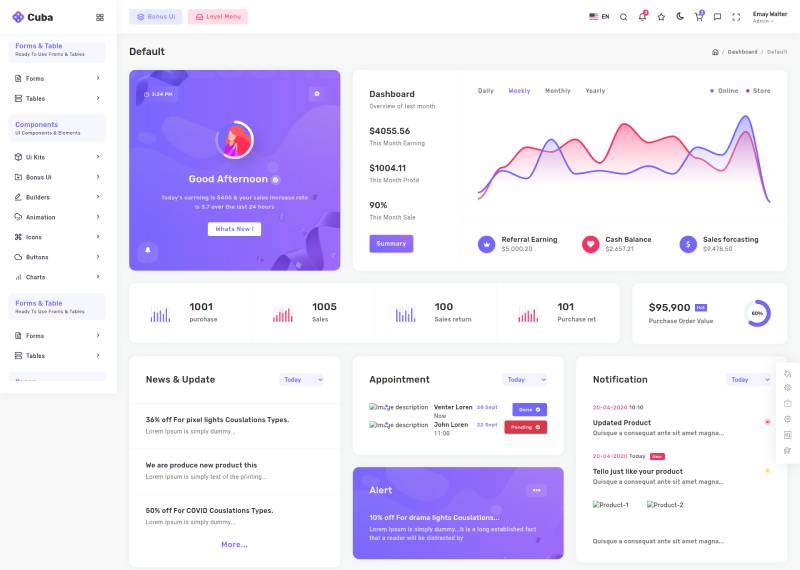 Cuba
Bonus Ui
Level Menu
EN
Emay Walter
Admin
Forms & Table
Ready To Use Froms & Tables
Forms
Tables
Components
UI Components & Elements
Ui Kits
Bonus Ui
Builders
Animation
Icons
Buttons
Charts
Forms & Table
Ready To Use Froms & Tables
Forms
Tables
Default
/ Dashboard / Default
3:24 PM
Good Afternoon
Today's earning is $405 & your sales increase rate
is 3.7 over the last 24 hours
Whats New !
Dashboard
Overview of last month
$4055.56
This Month Earning
$1004.11
This Month Profit
90%
This Month Sale
Summary
Daily Weekly Monthly Yearly
Online Store
Referral Earning
$5,000.20
Cash Balance
$2,657.21
Sales forcasting
$9,478.50
1001
purchase
1005
Sales
100
Sales return
101
Purchase ret
$95,900 Hot
Purchase Order Value
60%
News & Update
Today
36% off For pixel lights Couslations Types.
Lorem Ipsum is simply dummy...
We are produce new product this
Lorem Ipsum is simply text of the printing...
50% off For COVID Couslations Types.
Lorem Ipsum is simply dummy...
More...
Appointment
Today
Venter Loren
Now
28 Sept
Done
John Loren
11:00
22 Sept
Pending
Alert
10% off For drama lights Couslations...
Lorem Ipsum is simply dummy...It is a long established fact
that a reader will be distracted by
Notification
Today
20-04-2020 10:10
Updated Product
Quisque a consequat ante sit amet magna...
20-04-2020 Today New
Tello just like your product
Quisque a consequat ante sit amet magna...
Product-1
Product-2
Quisque a consequat ante sit amet magna...